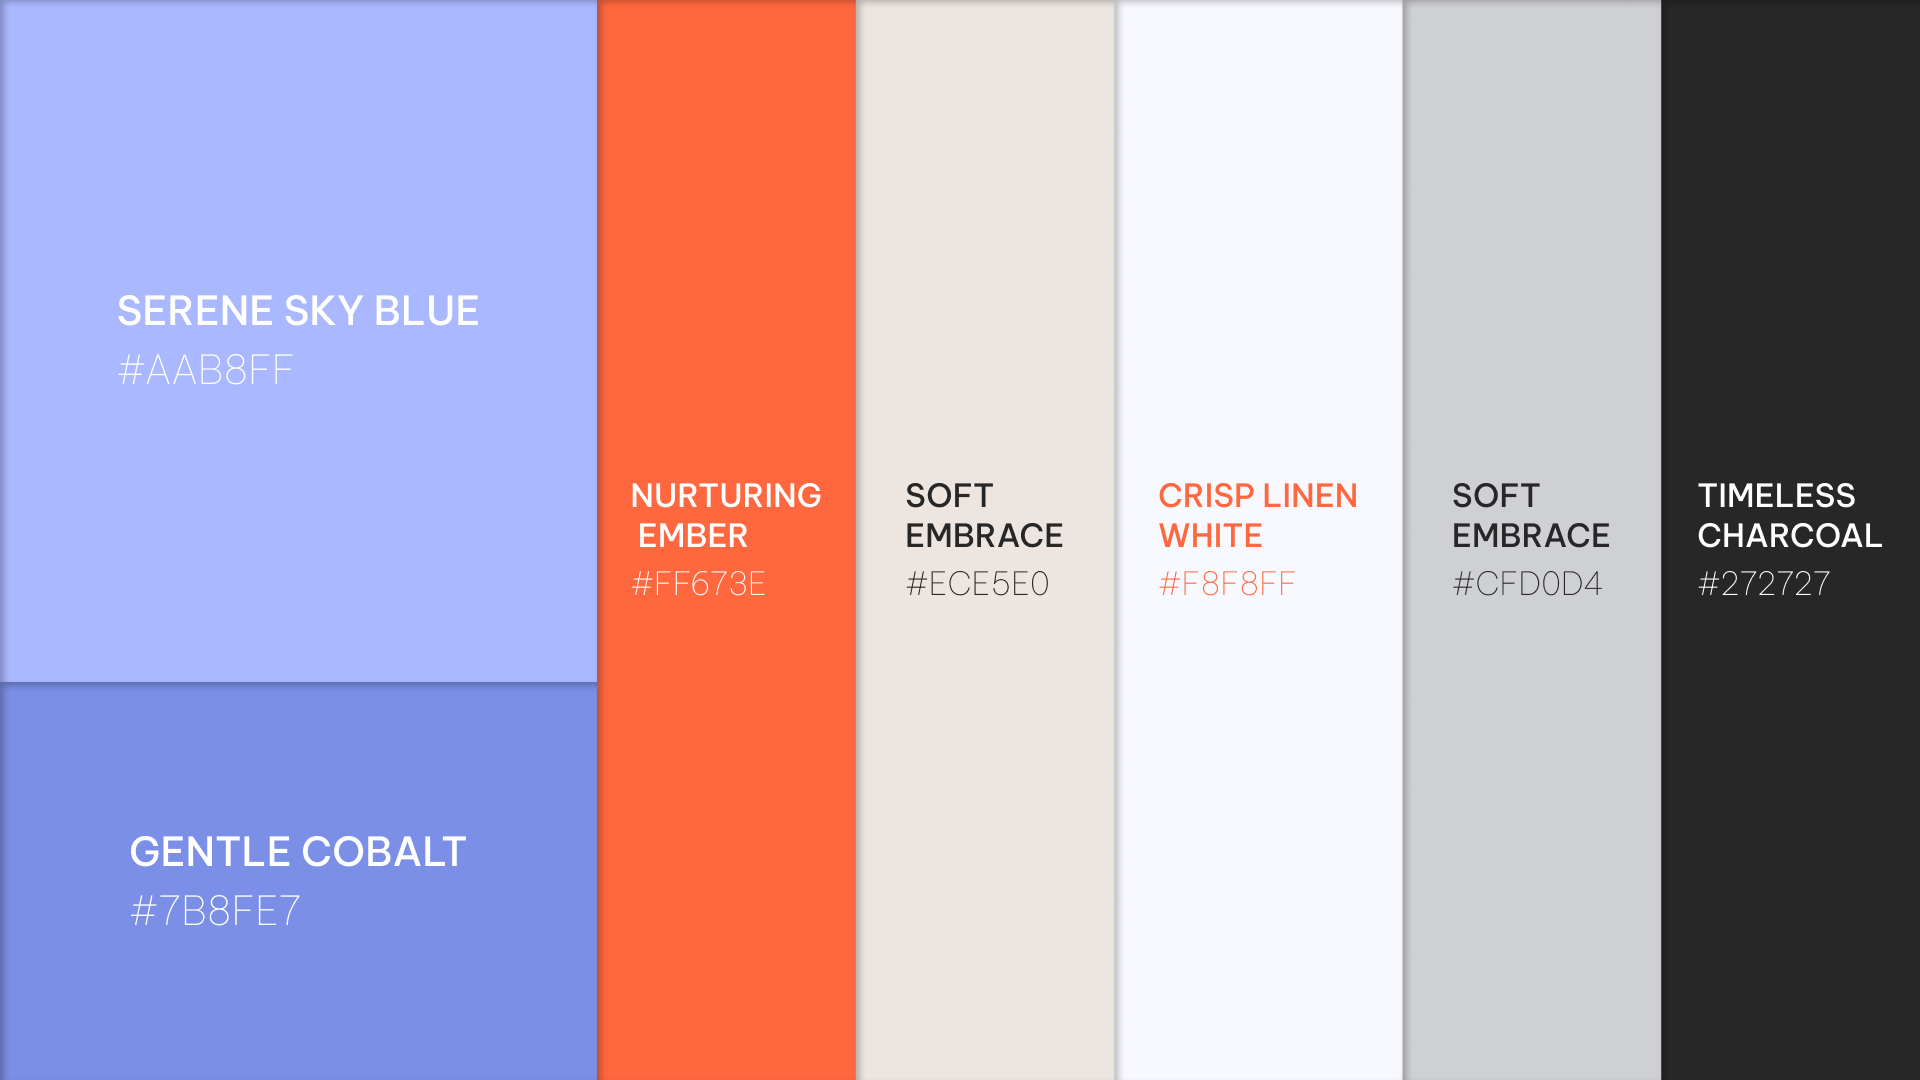 SERENE SKY BLUE
#AAB8FF
GENTLE COBALT
#7B8FE7
NURTURING
EMBER
#FF673E
SOFT
EMBRACE
#ECE5E0
CRISP LINEN
WHITE
#F8F8FF
SOFT
EMBRACE
#CFD0D4
TIMELESS
CHARCOAL
#272727